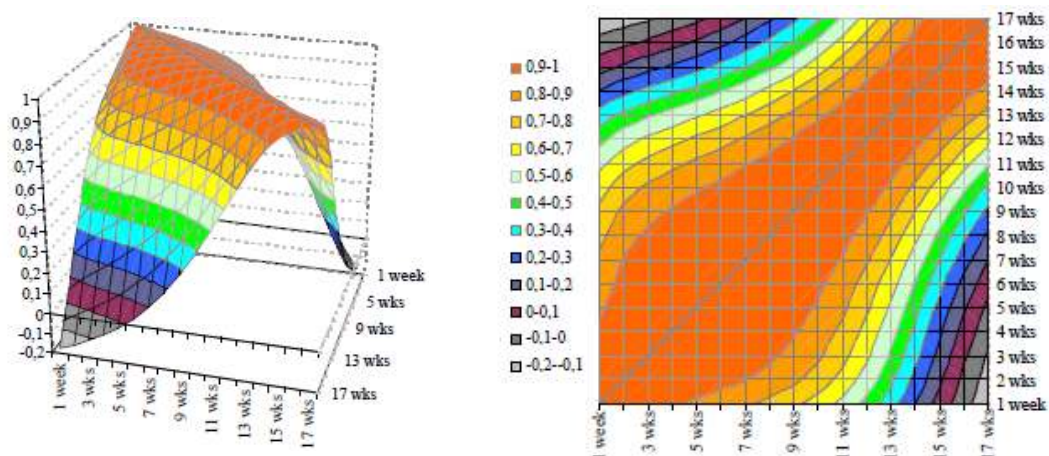 1
0,9
0,8
0,7
0,6
0,5
0,4
0,3
0,2
0,1
0
-0,1
-0,2
1 week
3 wks
5 wks
7 wks
9 wks
11 wks
13 wks
15 wks
17 wks
1 week
5 wks
9 wks
13 wks
17 wks
0,9-1
0,8-0,9
0,7-0,8
0,6-0,7
0,5-0,6
0,4-0,5
0,3-0,4
0,2-0,3
0,1-0,2
0-0,1
-0,1-0
-0,2--0,1
17 wks
16 wks
15 wks
14 wks
13 wks
12 wks
11 wks
10 wks
9 wks
8 wks
7 wks
6 wks
5 wks
4 wks
3 wks
2 wks
1 week
1 week
3 wks
5 wks
7 wks
9 wks
11 wks
13 wks
15 wks
17 wks